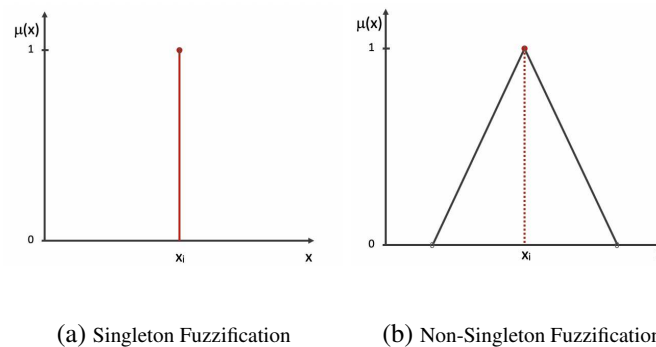 μ(x)
1
0
xᵢ
x
(a) Singleton Fuzzification
μ(x)
1
0
xᵢ
(b) Non-Singleton Fuzzification